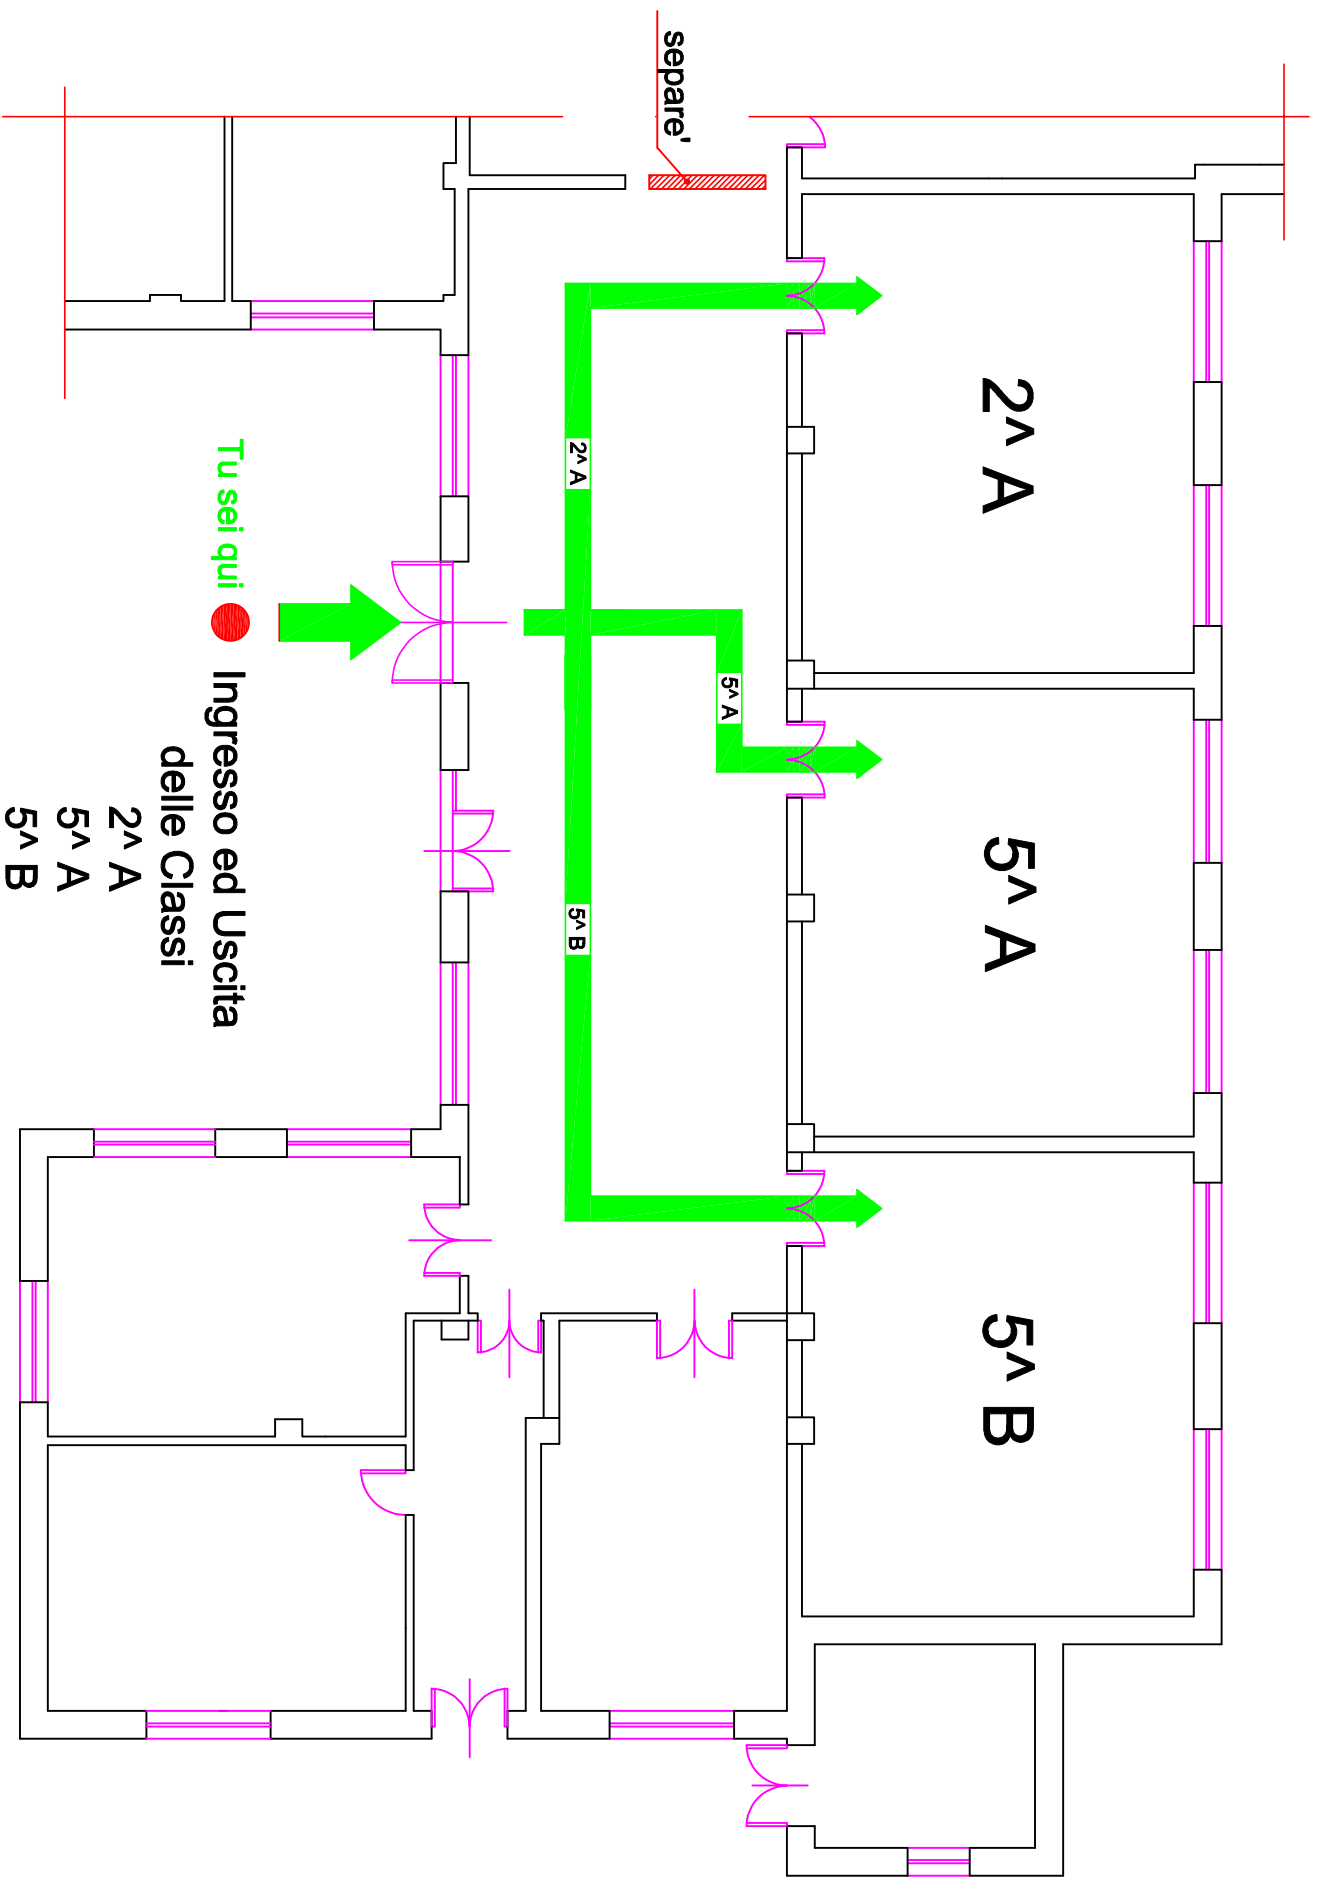 separe'
2^ A
5^ A
5^ B
2^ A
5^ A
5^ B
Tu sei qui
Ingresso ed Uscita
delle Classi
2^ A
5^ A
5^ B